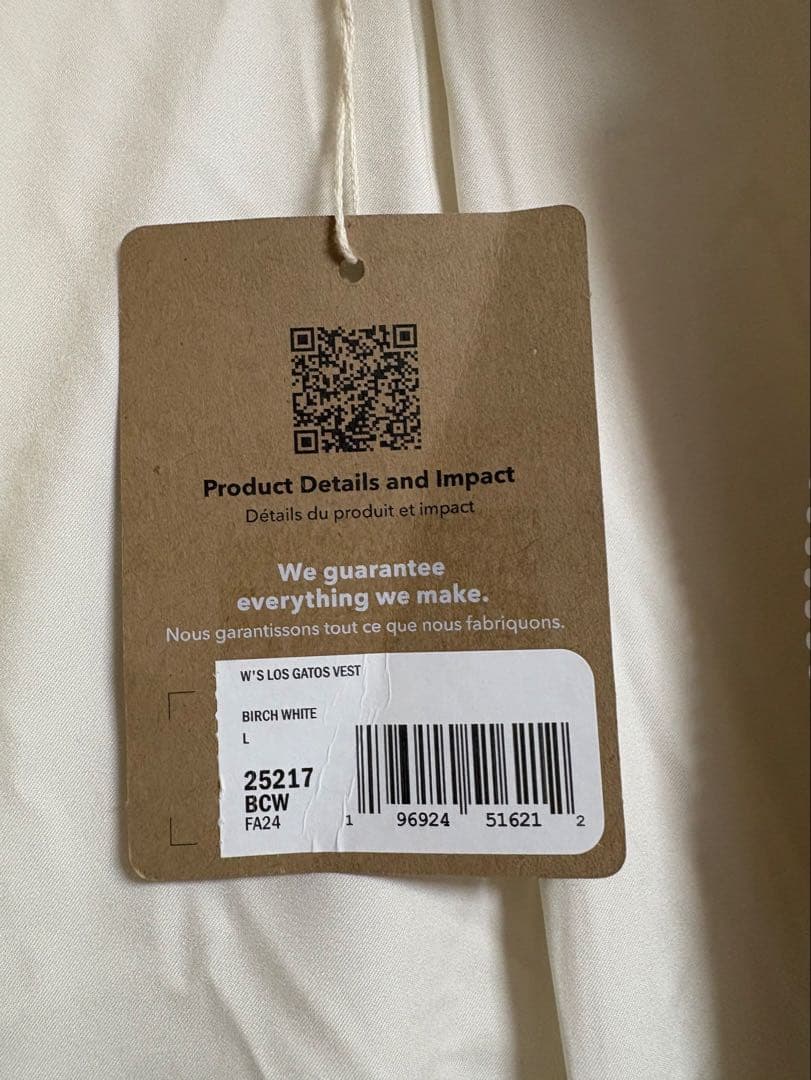 Product Details and Impact
Détails du produit et impact
We guarantee
everything we make.
Nous garantissons tout ce que nous fabriquons.
W'S LOS GATOS VEST
BIRCH WHITE
L
25217
BCW
FA24
1 96924 51621 2